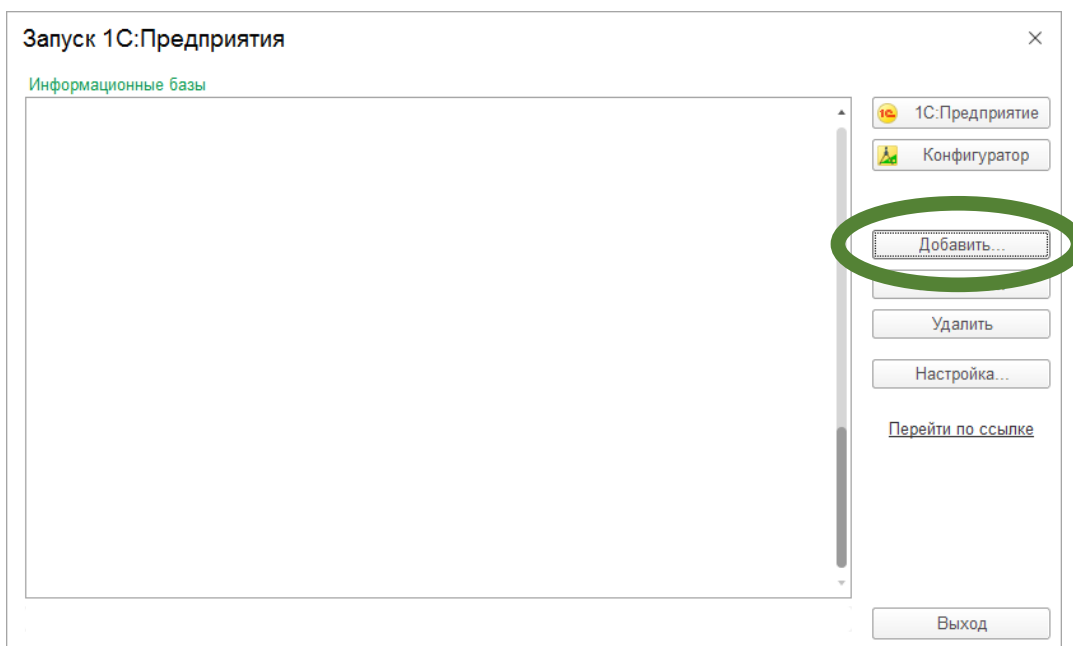 Запуск 1С:Предприятия
Информационные базы
1С:Предприятие
Конфигуратор
Добавить...
Удалить
Настройка...
Перейти по ссылке
Выход